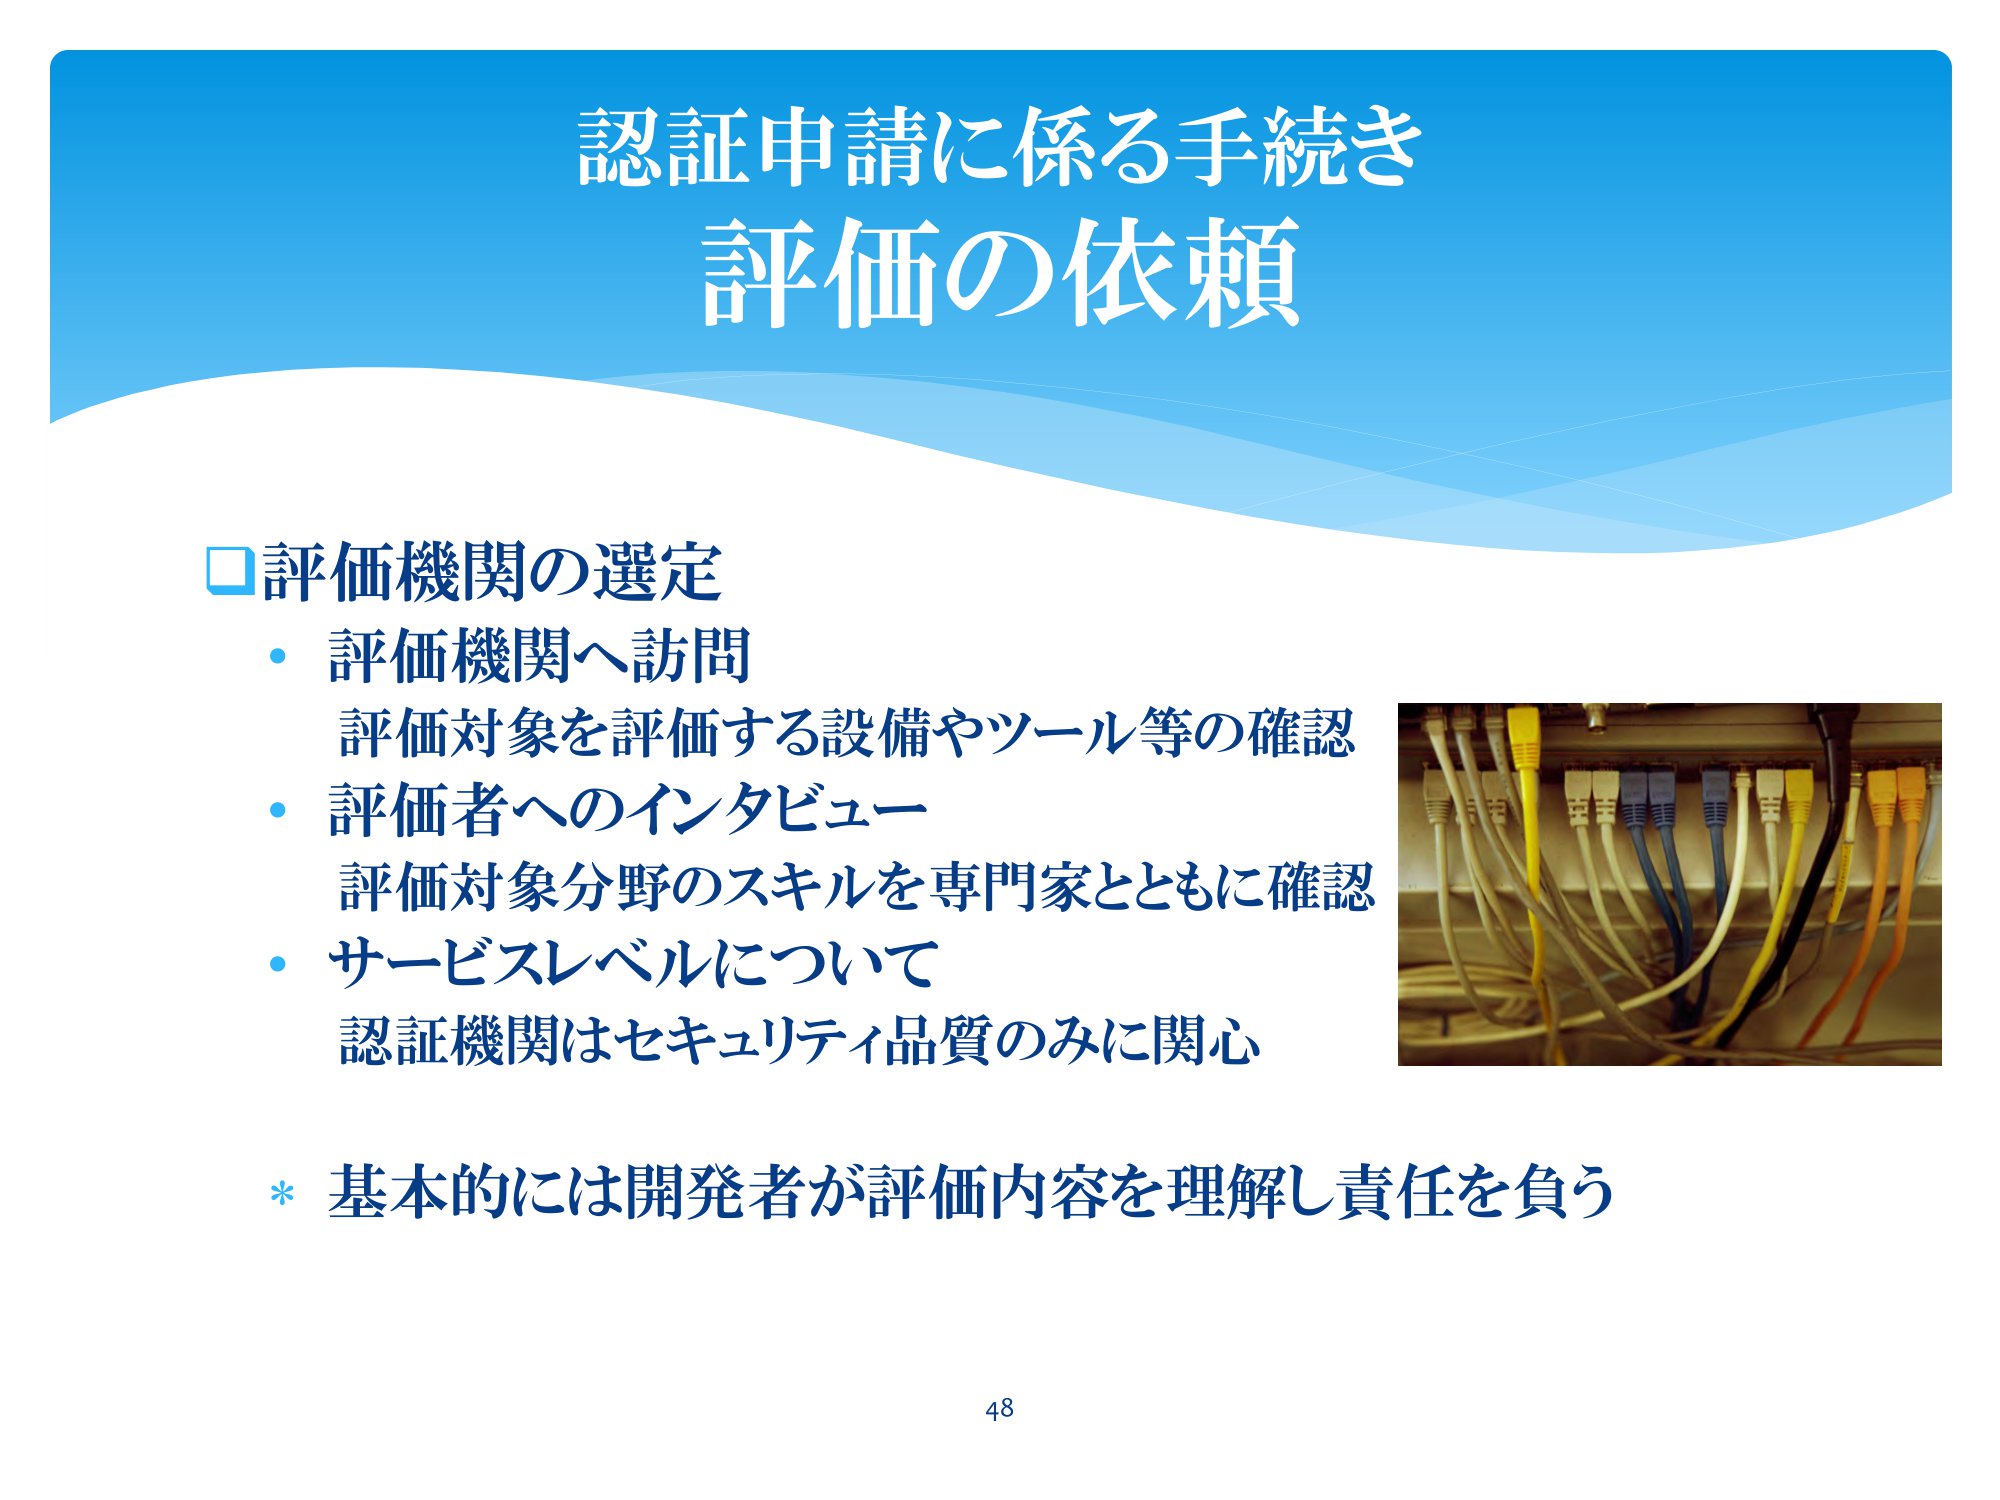 認証申請に係る手続き
評価の依頼
❑評価機関の選定
• 評価機関へ訪問
評価対象を評価する設備やツール等の確認
• 評価者へのインタビュー
評価対象分野のスキルを専門家とともに確認
• サービスレベルについて
認証機関はセキュリティ品質のみに関心
* 基本的には開発者が評価内容を理解し責任を負う
48